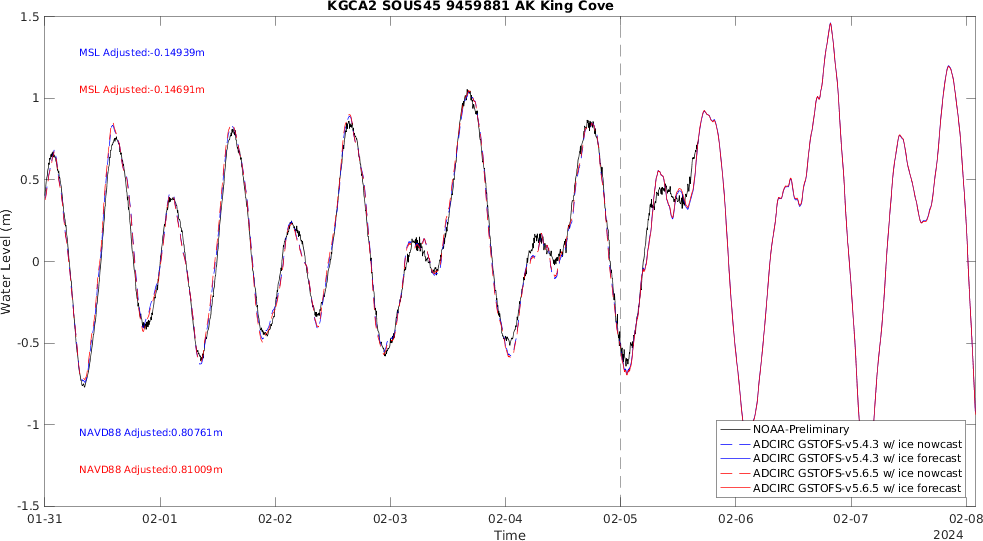 KGCA2 SOUS45 9459881 AK King Cove
MSL Adjusted:-0.14939m
MSL Adjusted:-0.14691m
NAVD88 Adjusted:0.80761m
NAVD88 Adjusted:0.81009m
Water Level (m)
1.5
1
0.5
0
-0.5
-1
-1.5
NOAA-Preliminary
ADCIRC GSTOFS-v5.4.3 w/ ice nowcast
ADCIRC GSTOFS-v5.4.3 w/ ice forecast
ADCIRC GSTOFS-v5.6.5 w/ ice nowcast
ADCIRC GSTOFS-v5.6.5 w/ ice forecast
01-31 02-01 02-02 02-03 02-04 02-05 02-06 02-07 02-08
2024
Time